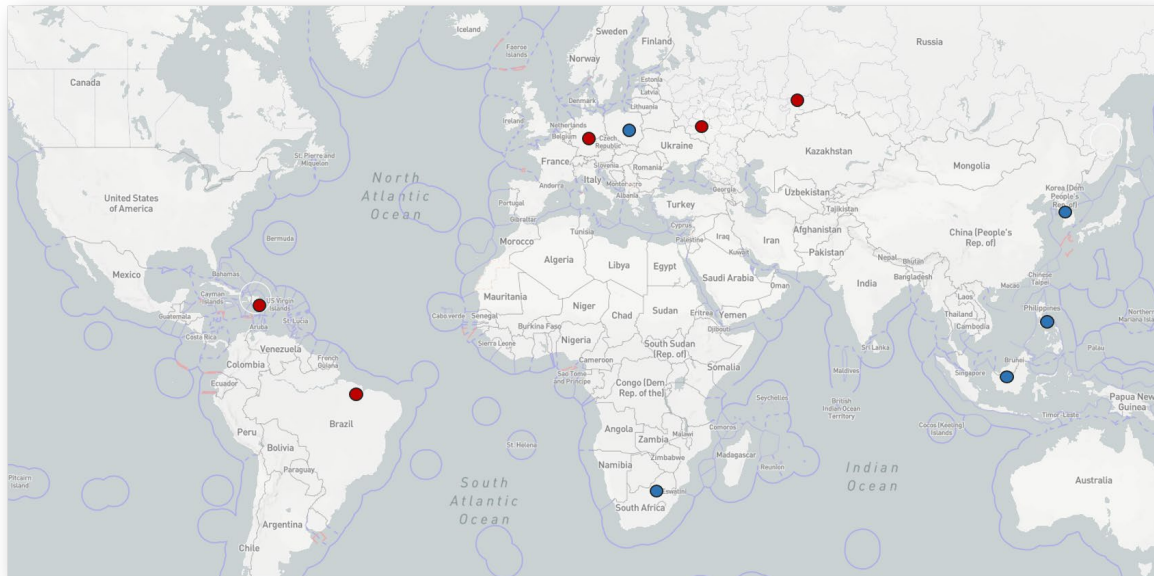 Iceland
Sweden
Faeroe
Islands
Finland
Russia
Norway
Canada
Estonia
Latvia
Denmark
Lithuania
Ireland
Netherlands
Belgium
Czech
Republic
Ukraine
St. Pierre and
Miquelon
France
Slovenia
Romania
Kazakhstan
Mongolia
North
Atlantic
Ocean
Andorra
Italy
Montenegro
Albania
Georgia
Uzbekistan
Korea (Dem
People's
Rep. of)
United States
of America
Portugal
Gibraltar
Turkey
Tajikistan
Cyprus
Palestine
Iraq
Iran
Afghanistan
China (People's
Rep. of)
Bermuda
Tunisia
Morocco
Kuwait
Pakistan
Nepal
Bhutan
Bangladesh
Algeria
Libya
Egypt
Saudi Arabia
Oman
India
Chinese
Taipei
Macao
Mexico
Bahamas
Cayman
Islands
US Virgin
Islands
Mauritania
Niger
Chad
Sudan
Eritrea
Yemen
Laos
Thailand
Cambodia
Philippines
Northern
Mariana Isla
Guatemala
Aruba
St. Lucia
Cabo verde
Senegal
Burkina Faso
Djibouti
Costa Rica
Venezuela
Sierra Leone
Nigeria
South Sudan
(Rep. of)
Sri Lanka
Palau
Colombia
French
Guiana
Cameroon
Somalia
Maldives
Brunei
Singapore
Ecuador
Sao Tome
and Principe
Congo (Dem.
Rep. of the)
Seychelles
British
Indian Ocean
Territory
Papua New
Guinea
Peru
Brazil
Angola
Zambia
Malawi
Comoros
Timor-Leste
Cocos (Keeling)
Islands
Bolivia
St. Helena
Zimbabwe
Madagascar
Reunion
Namibia
Indian
Ocean
Paraguay
Pitcairn
Island
South
Atlantic
Ocean
Australia
South Africa
Argentina
Chile